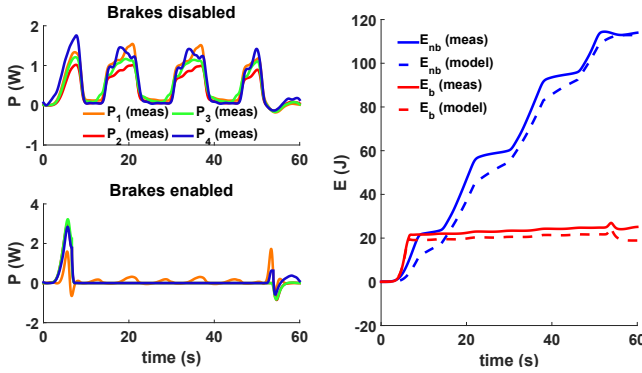 Brakes disabled
2
1
0
-1
P (W)
P1 (meas) P3 (meas)
P2 (meas) P4 (meas)
0 20 40 60
Brakes enabled
4
2
0
-2
P (W)
0 20 40 60
time (s)
120
100
80
60
40
20
0
-20
E (J)
Enb (meas)
Enb (model)
Eb (meas)
Eb (model)
0 20 40 60
time (s)